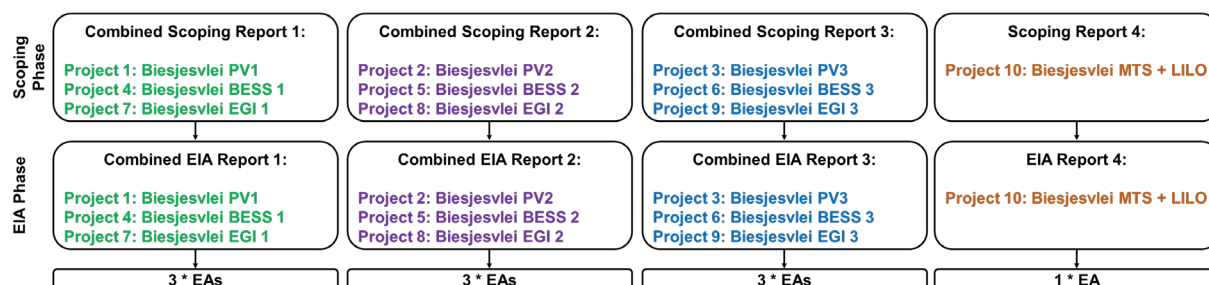 Scoping
Phase
Combined Scoping Report 1:
Project 1: Biesjesvlei PV1
Project 4: Biesjesvlei BESS 1
Project 7: Biesjesvlei EGI 1
Combined Scoping Report 2:
Project 2: Biesjesvlei PV2
Project 5: Biesjesvlei BESS 2
Project 8: Biesjesvlei EGI 2
Combined Scoping Report 3:
Project 3: Biesjesvlei PV3
Project 6: Biesjesvlei BESS 3
Project 9: Biesjesvlei EGI 3
Scoping Report 4:
Project 10: Biesjesvlei MTS + LILO
EIA Phase
Combined EIA Report 1:
Project 1: Biesjesvlei PV1
Project 4: Biesjesvlei BESS 1
Project 7: Biesjesvlei EGI 1
Combined EIA Report 2:
Project 2: Biesjesvlei PV2
Project 5: Biesjesvlei BESS 2
Project 8: Biesjesvlei EGI 2
Combined EIA Report 3:
Project 3: Biesjesvlei PV3
Project 6: Biesjesvlei BESS 3
Project 9: Biesjesvlei EGI 3
EIA Report 4:
Project 10: Biesjesvlei MTS + LILO
3 * EAs
3 * EAs
3 * EAs
1 * EA